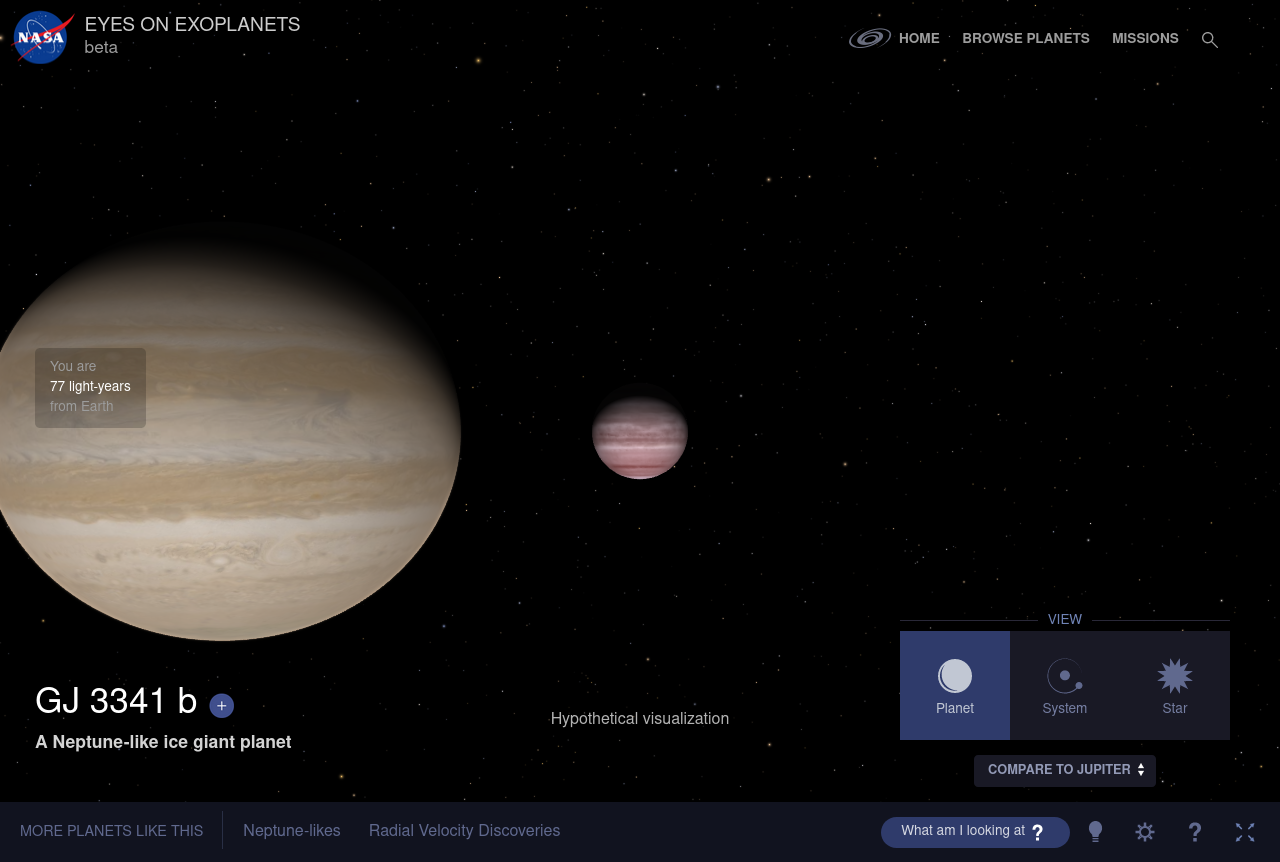 NASA
EYES ON EXOPLANETS
beta
HOME
BROWSE PLANETS
MISSIONS
You are
77 light-years
from Earth
VIEW
Planet
System
Star
GJ 3341 b +
A Neptune-like ice giant planet
Hypothetical visualization
COMPARE TO JUPITER
MORE PLANETS LIKE THIS
Neptune-likes
Radial Velocity Discoveries
What am I looking at ?
?